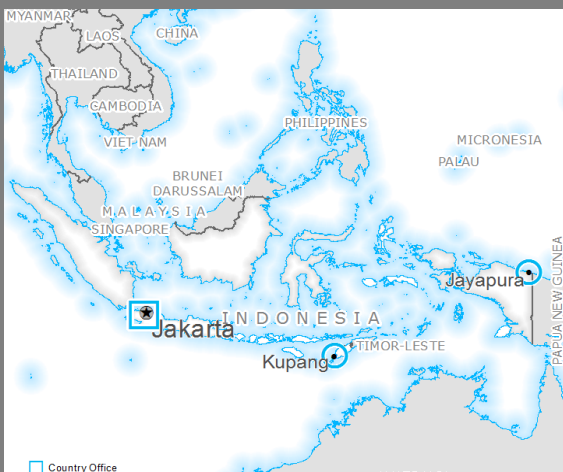 MYANMAR
LAOS
CHINA
THAILAND
CAMBODIA
VIET NAM
PHILIPPINES
MICRONESIA
PALAU
BRUNEI
DARUSSALAM
MALAYSIA
SINGAPORE
PAPUA NEW GUINEA
Jayapura
INDONESIA
Jakarta
TIMOR-LESTE
Kupang
Country Office